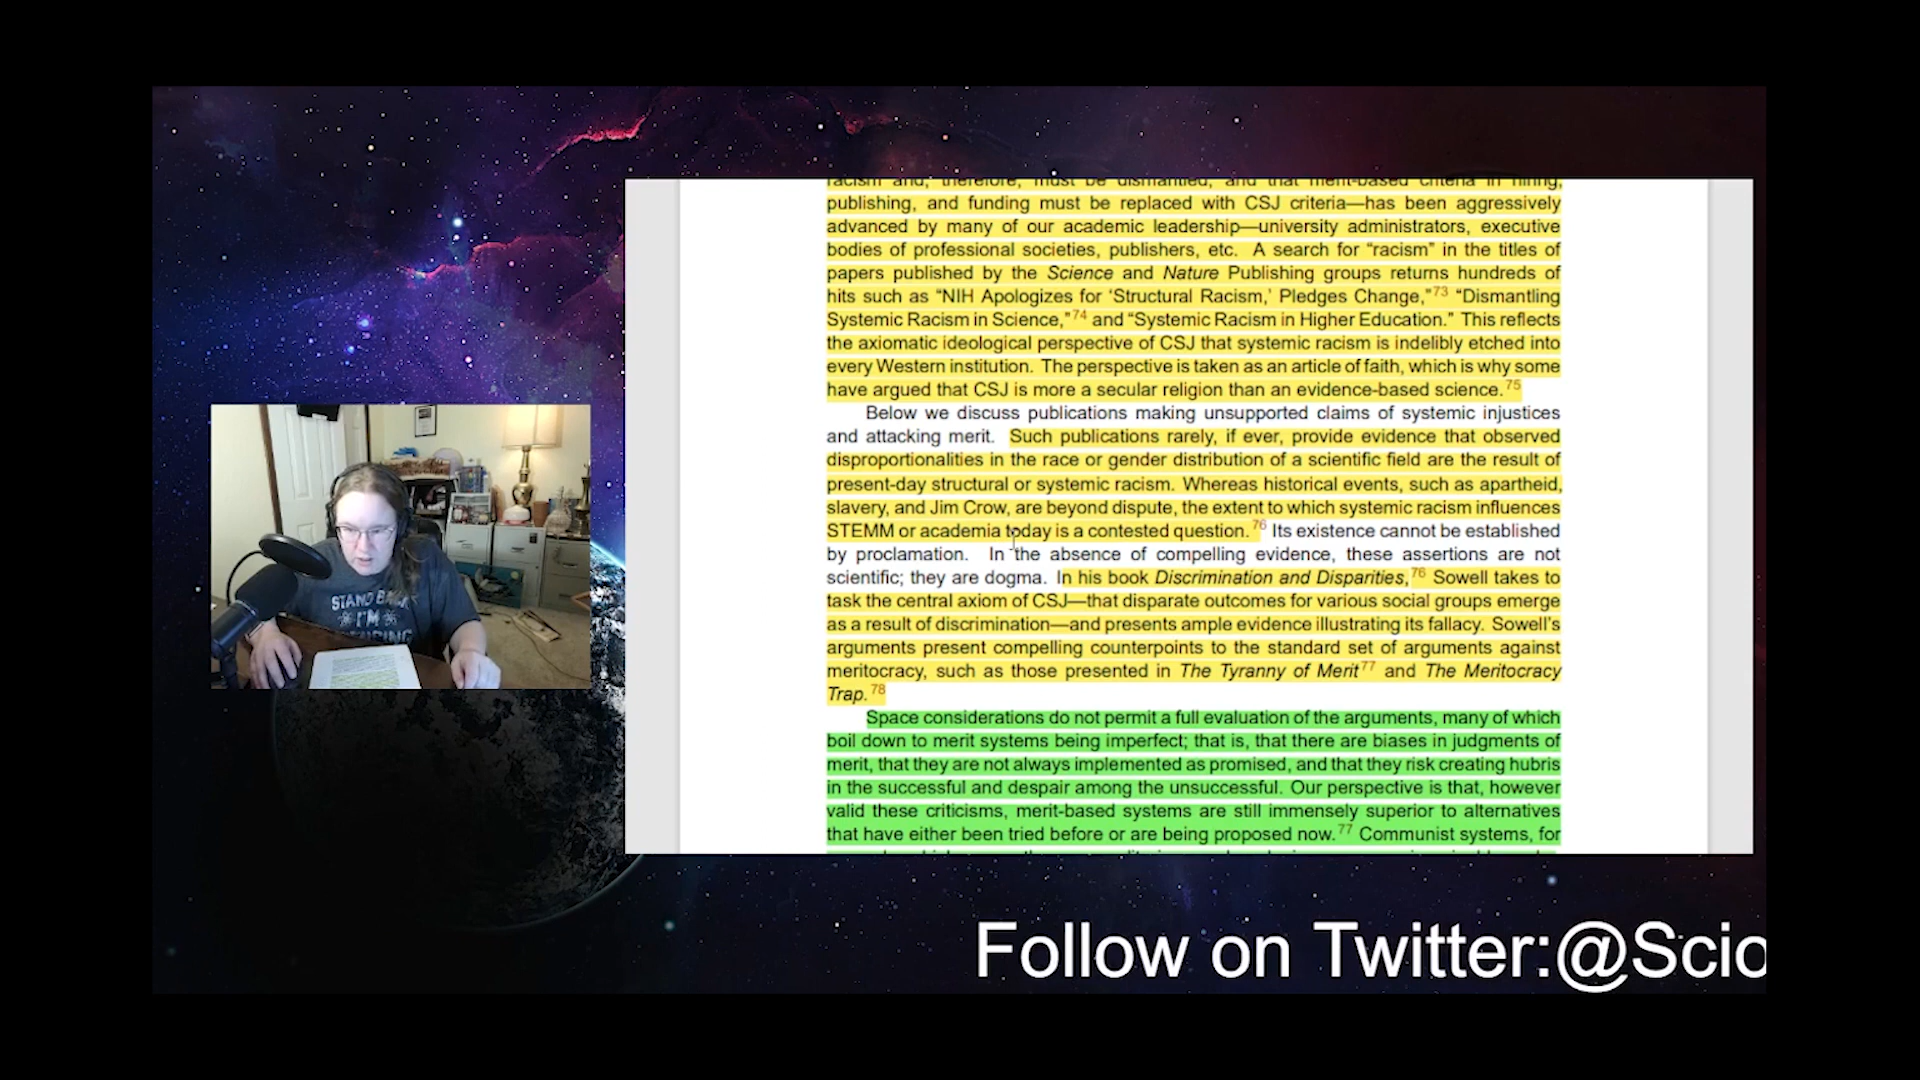 racism and, therefore, must be dismantled, and that merit-based criteria in hiring,
publishing, and funding must be replaced with CSJ criteria—has been aggressively
advanced by many of our academic leadership—university administrators, executive
bodies of professional societies, publishers, etc. A search for “racism” in the titles of
papers published by the Science and Nature Publishing groups returns hundreds of
hits such as “NIH Apologizes for ‘Structural Racism,’ Pledges Change,”73 “Dismantling
Systemic Racism in Science,”74 and “Systemic Racism in Higher Education.” This reflects
the axiomatic ideological perspective of CSJ that systemic racism is indelibly etched into
every Western institution. The perspective is taken as an article of faith, which is why some
have argued that CSJ is more a secular religion than an evidence-based science.75
Below we discuss publications making unsupported claims of systemic injustices
and attacking merit. Such publications rarely, if ever, provide evidence that observed
disproportionalities in the race or gender distribution of a scientific field are the result of
present-day structural or systemic racism. Whereas historical events, such as apartheid,
slavery, and Jim Crow, are beyond dispute, the extent to which systemic racism influences
STEMM or academia today is a contested question.76 Its existence cannot be established
by proclamation. In the absence of compelling evidence, these assertions are not
scientific; they are dogma. In his book Discrimination and Disparities,76 Sowell takes to
task the central axiom of CSJ—that disparate outcomes for various social groups emerge
as a result of discrimination—and presents ample evidence illustrating its fallacy. Sowell’s
arguments present compelling counterpoints to the standard set of arguments against
meritocracy, such as those presented in The Tyranny of Merit77 and The Meritocracy
Trap.78
Space considerations do not permit a full evaluation of the arguments, many of which
boil down to merit systems being imperfect; that is, that there are biases in judgments of
merit, that they are not always implemented as promised, and that they risk creating hubris
in the successful and despair among the unsuccessful. Our perspective is that, however
valid these criticisms, merit-based systems are still immensely superior to alternatives
that have either been tried before or are being proposed now.77 Communist systems, for
STAND BACK
I'M
Follow on Twitter:@Scio